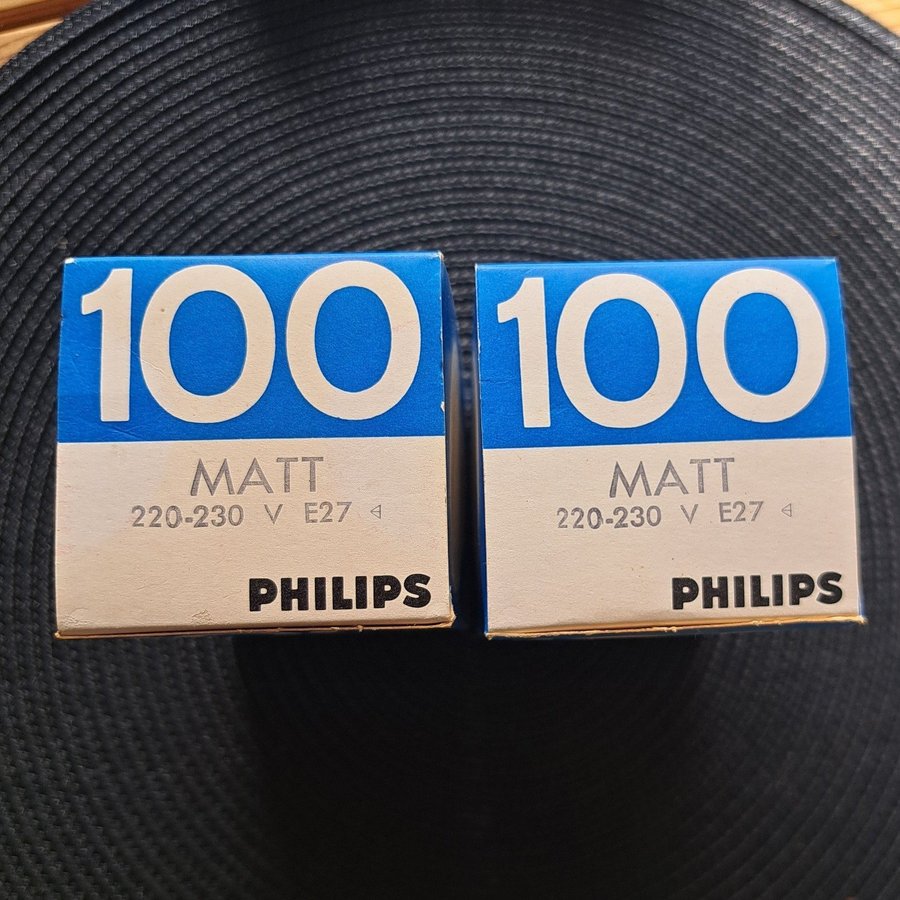 100
MATT
220-230 V E27
PHILIPS
100
MATT
220-230 V E27
PHILIPS